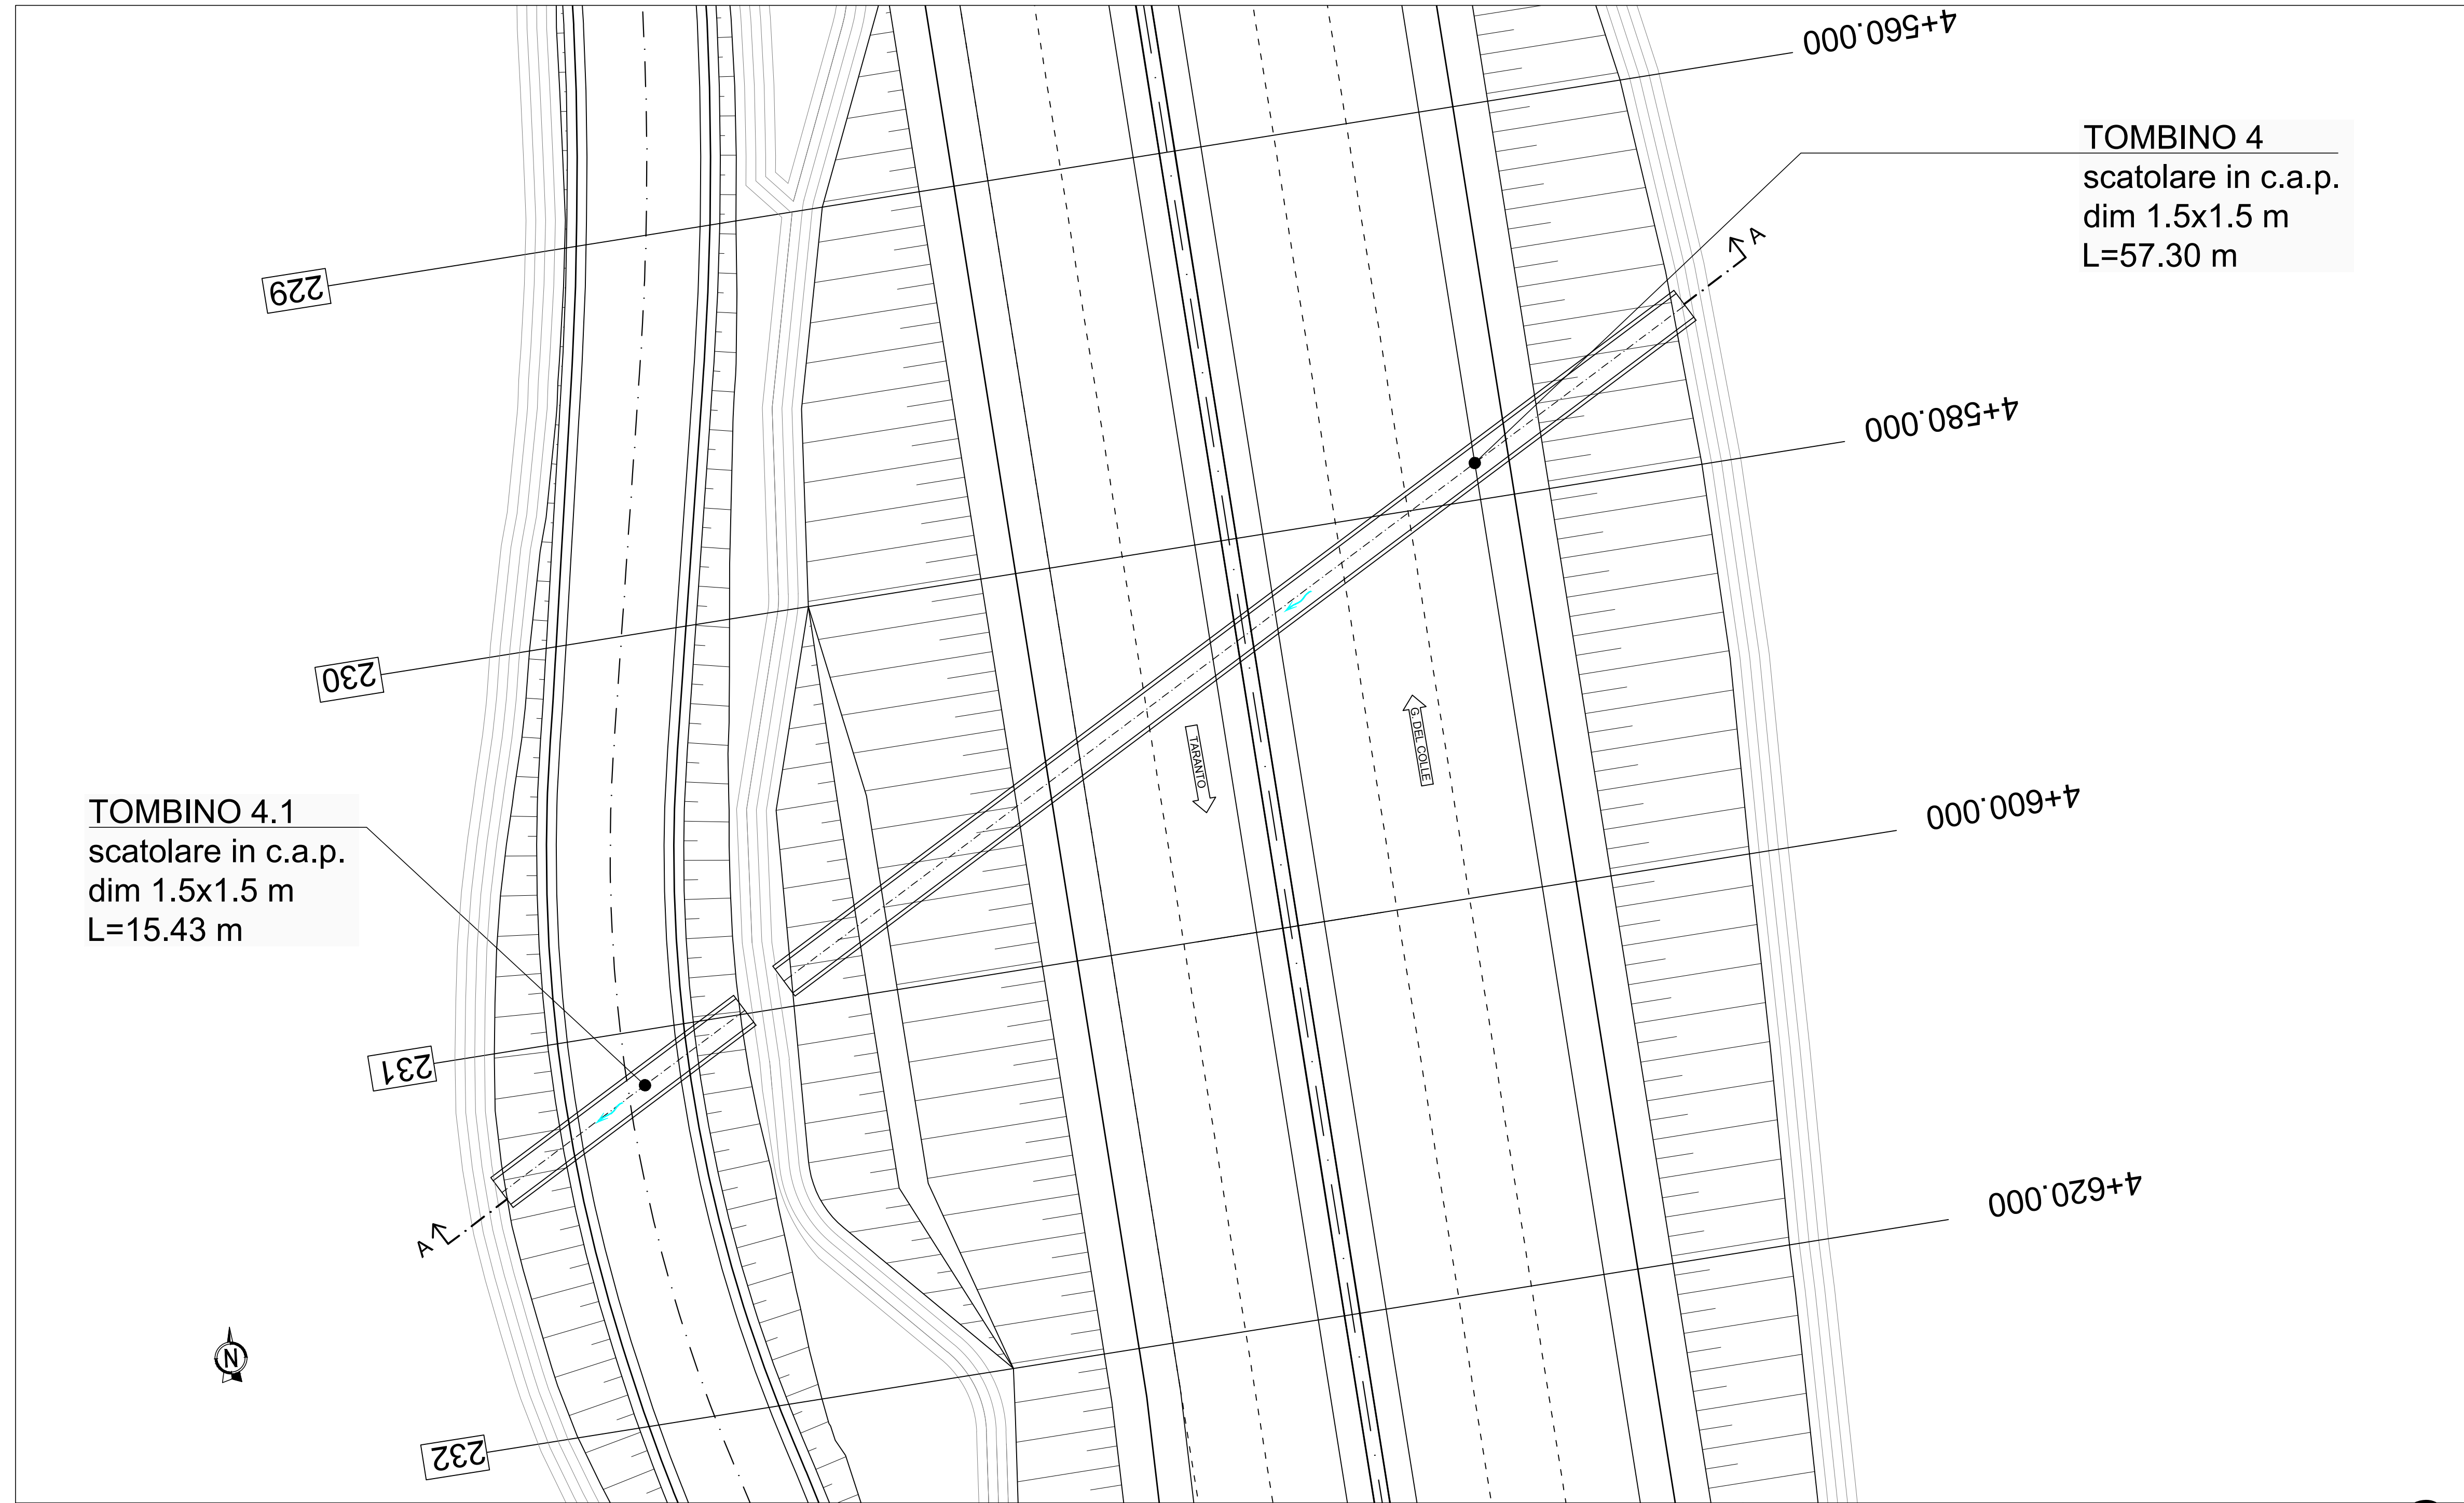 4+560.000
TOMBINO 4
scatolare in c.a.p.
dim 1.5x1.5 m
L=57.30 m
A
229
4+580.000
230
TARANTO
G. DEL COLLE
TOMBINO 4.1
scatolare in c.a.p.
dim 1.5x1.5 m
L=15.43 m
4+600.000
231
4+620.000
A
N
232